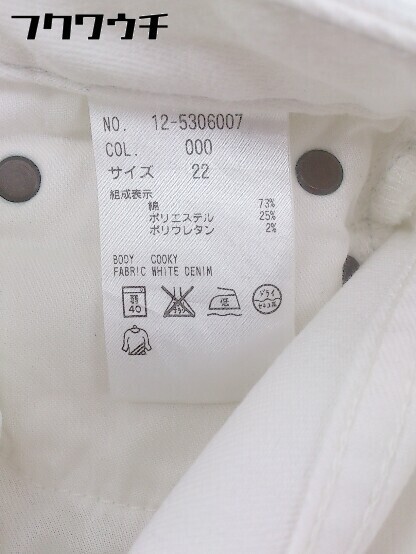 フクワウチ
NO. 12-5306007
COL. 000
サイズ 22
組成表示
綿 73%
ポリエステル 25%
ポリウレタン 2%
BODY COOKY
FABRIC WHITE DENIM
40 低 ドライ